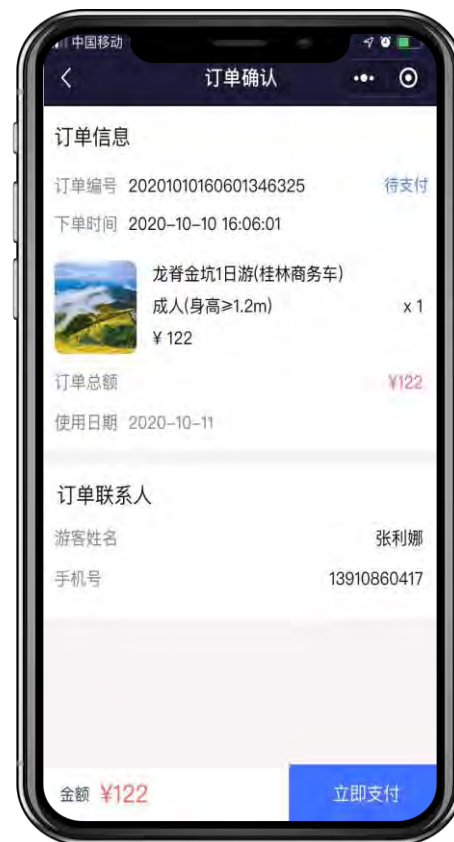 中国移动
订单确认
订单信息
订单编号 20201010160601346325 待支付
下单时间 2020-10-10 16:06:01
龙脊金坑1日游(桂林商务车)
成人(身高≥1.2m) x 1
¥ 122
订单总额 ¥122
使用日期 2020-10-11
订单联系人
游客姓名 张利娜
手机号 13910860417
金额 ¥122 立即支付